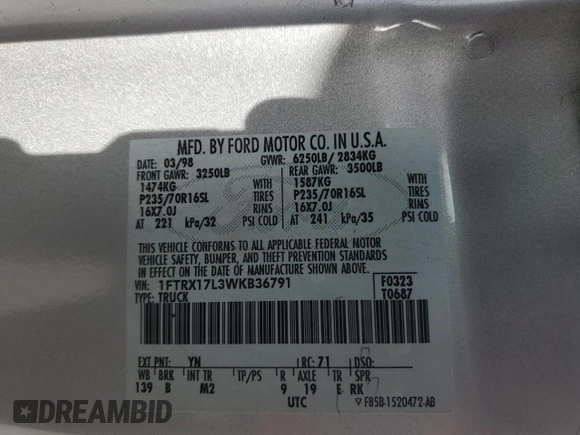 MFD. BY FORD MOTOR CO. IN U.S.A.
DATE: 03/98 GVWR: 6250LB/ 2834KG
FRONT GAWR: 3250LB REAR GAWR: 3500LB
1474KG WITH 1587KG WITH
P235/70R16SL TIRES P235/70R16SL TIRES
16X7.0J RIMS 16X7.0J RIMS
AT 221 kPa/32 PSI COLD AT 241 kPa/35 PSI COLD
THIS VEHICLE CONFORMS TO ALL APPLICABLE FEDERAL MOTOR
VEHICLE SAFETY, BUMPER, AND THEFT PREVENTION STANDARDS
IN EFFECT ON THE DATE OF MANUFACTURE SHOWN ABOVE.
VIN: 1FTRX17L3WKB36791 F0323
TYPE: TRUCK T0687
EXT PNT: YN RC: 71 DSO:
WB BRK INT TR TP/PS R AXLE TR SPR
139 B M2 9 19 E RK
UTC F85B-1520472-AB
DREAMBID